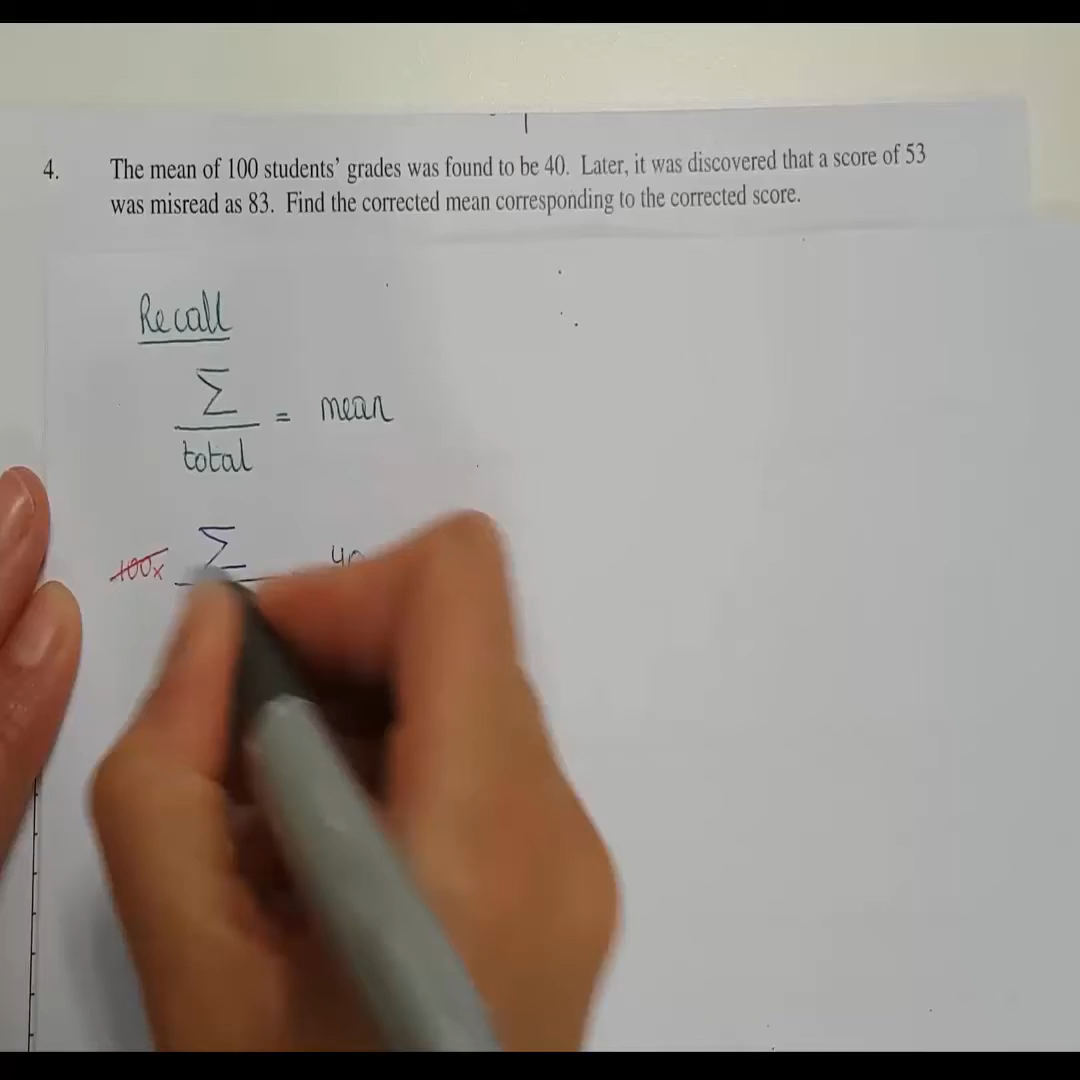 4. The mean of 100 students' grades was found to be 40. Later, it was discovered that a score of 53
was misread as 83. Find the corrected mean corresponding to the corrected score.
Recall
Σ
= mean
total
Σ
100x 40